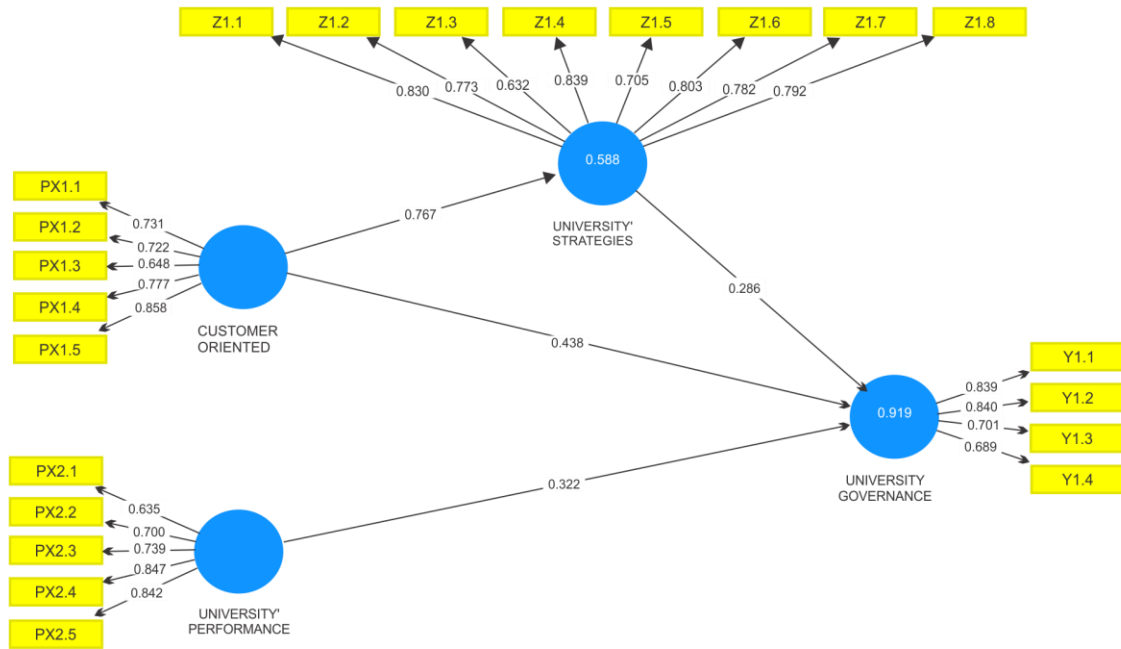 Z1.1
Z1.2
Z1.3
Z1.4
Z1.5
Z1.6
Z1.7
Z1.8
0.830
0.773
0.632
0.839
0.705
0.803
0.782
0.792
0.588
UNIVERSITY'
STRATEGIES
PX1.1
PX1.2
PX1.3
PX1.4
PX1.5
0.731
0.722
0.648
0.777
0.858
CUSTOMER
ORIENTED
0.767
0.438
0.286
PX2.1
PX2.2
PX2.3
PX2.4
PX2.5
0.635
0.700
0.739
0.847
0.842
UNIVERSITY'
PERFORMANCE
0.322
0.919
UNIVERSITY
GOVERNANCE
0.839
0.840
0.701
0.689
Y1.1
Y1.2
Y1.3
Y1.4